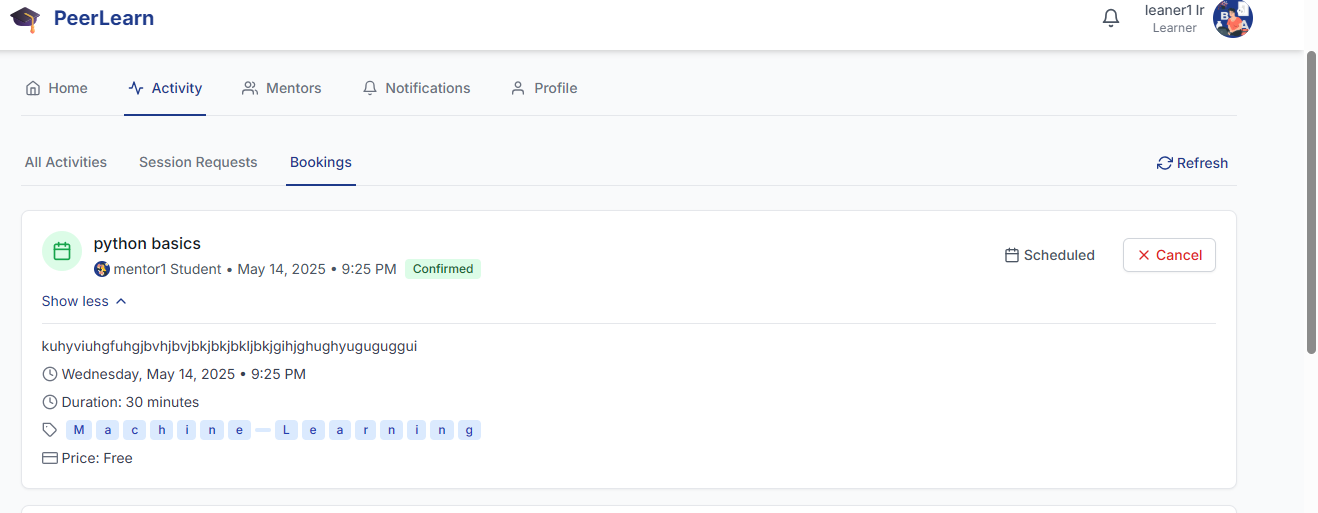 PeerLearn
leaner1 lr
Learner
Home Activity Mentors Notifications Profile
All Activities Session Requests Bookings Refresh
python basics
mentor1 Student • May 14, 2025 • 9:25 PM Confirmed
Scheduled Cancel
Show less
kuhyviuhgfuhgjbvhjbvjbkjbkjbkljbkjgihjghughyuguguggui
Wednesday, May 14, 2025 • 9:25 PM
Duration: 30 minutes
M a c h i n e L e a r n i n g
Price: Free